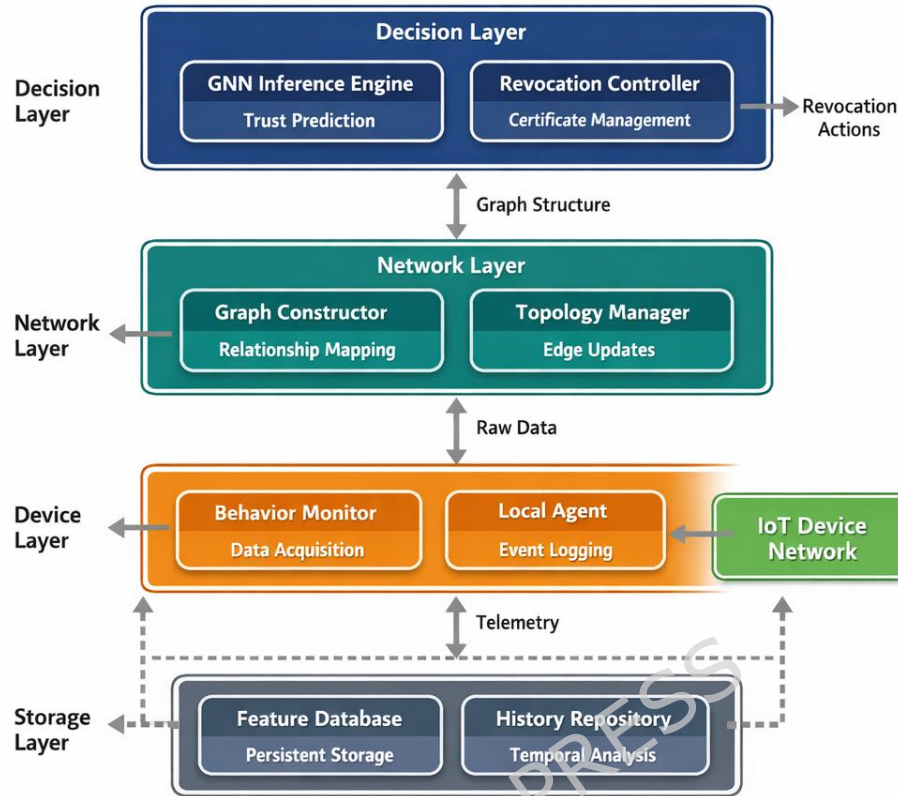 Decision Layer
Decision
Layer
GNN Inference Engine
Trust Prediction
Revocation Controller
Certificate Management
Revocation
Actions
Graph Structure
Network Layer
Network
Layer
Graph Constructor
Relationship Mapping
Topology Manager
Edge Updates
Raw Data
Device
Layer
Behavior Monitor
Data Acquisition
Local Agent
Event Logging
IoT Device
Network
Telemetry
Storage
Layer
Feature Database
Persistent Storage
History Repository
Temporal Analysis
PRESS